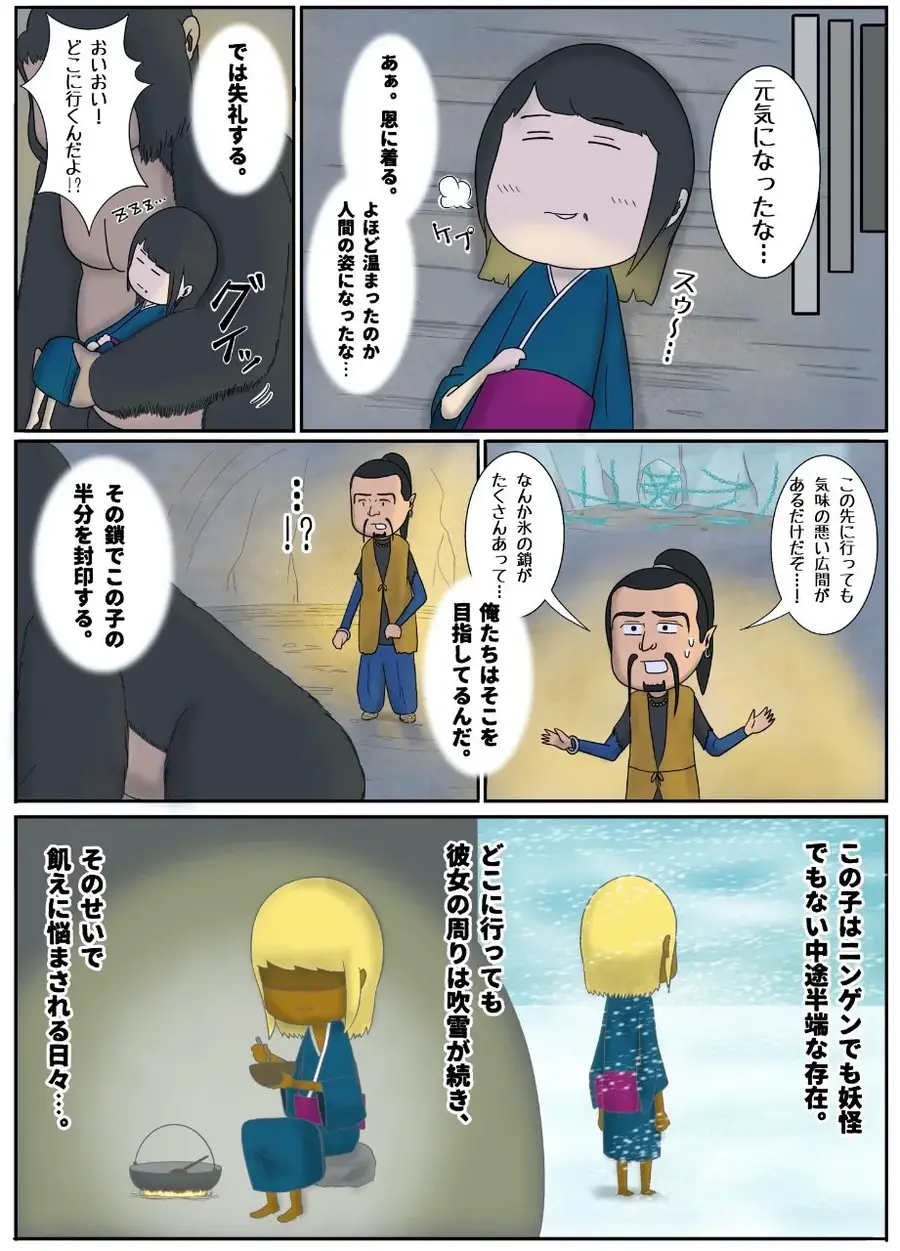 元気になったな…
スゥ〜…
ケプ
あぁ。恩に着る。
よほど温まったのか
人間の姿になったな…
では失礼する。
おいおい!
どこに行くんだよ!?
ZZZ…
グイッ
この先に行っても
気味の悪い広間が
あるだけだぞ……!
なんか氷の鎖が
たくさんあって…
俺たちはそこを
目指してるんだ。
…!?
その鎖でこの子の
半分を封印する。
この子はニンゲンでも妖怪
でもない中途半端な存在。
どこに行っても
彼女の周りは吹雪が続き、
そのせいで
飢えに悩まされる日々…。